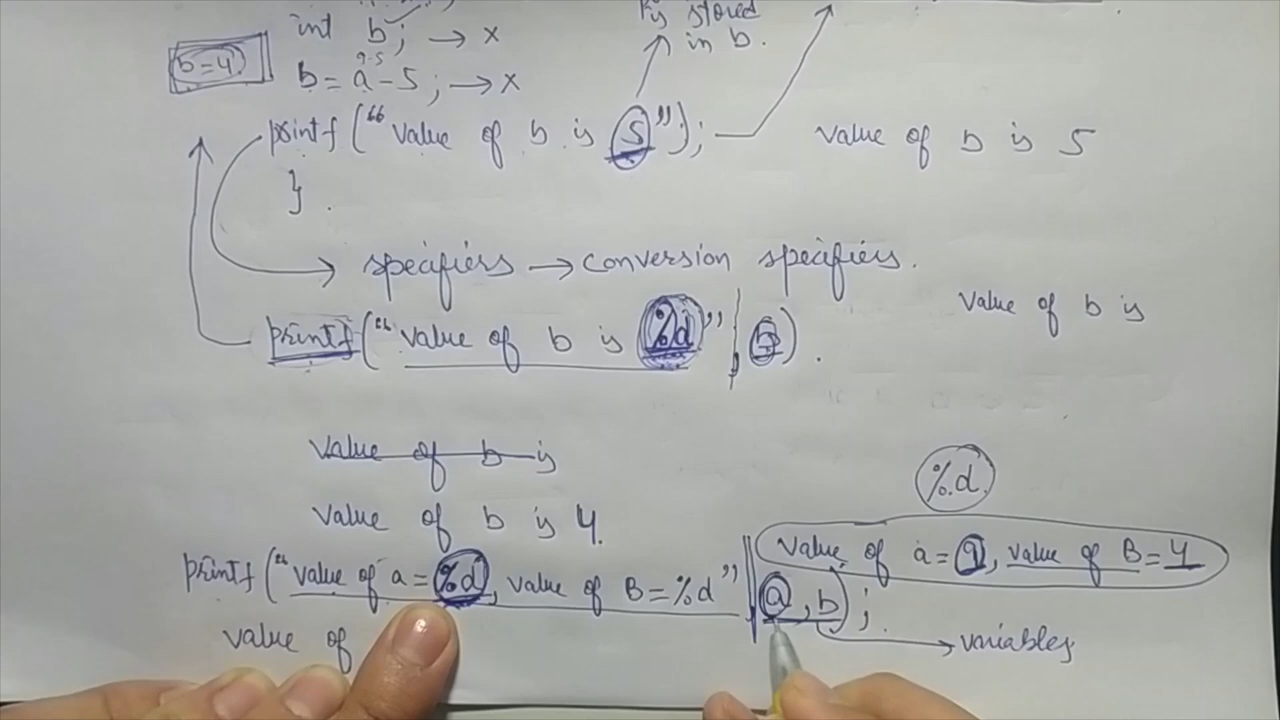 is stored
int b; → x
in b.
b=4
9-5
b = a - 5; → x
printf("value of b is 5");
value of b is 5
}.
specifiers → conversion specifiers.
value of b is
printf("value of b is %d", b).
value of b is
%d.
value of b is 4.
value of a = 9, value of B = 4
printf("value of a = %d, value of B = %d", a, b);
value of
variables